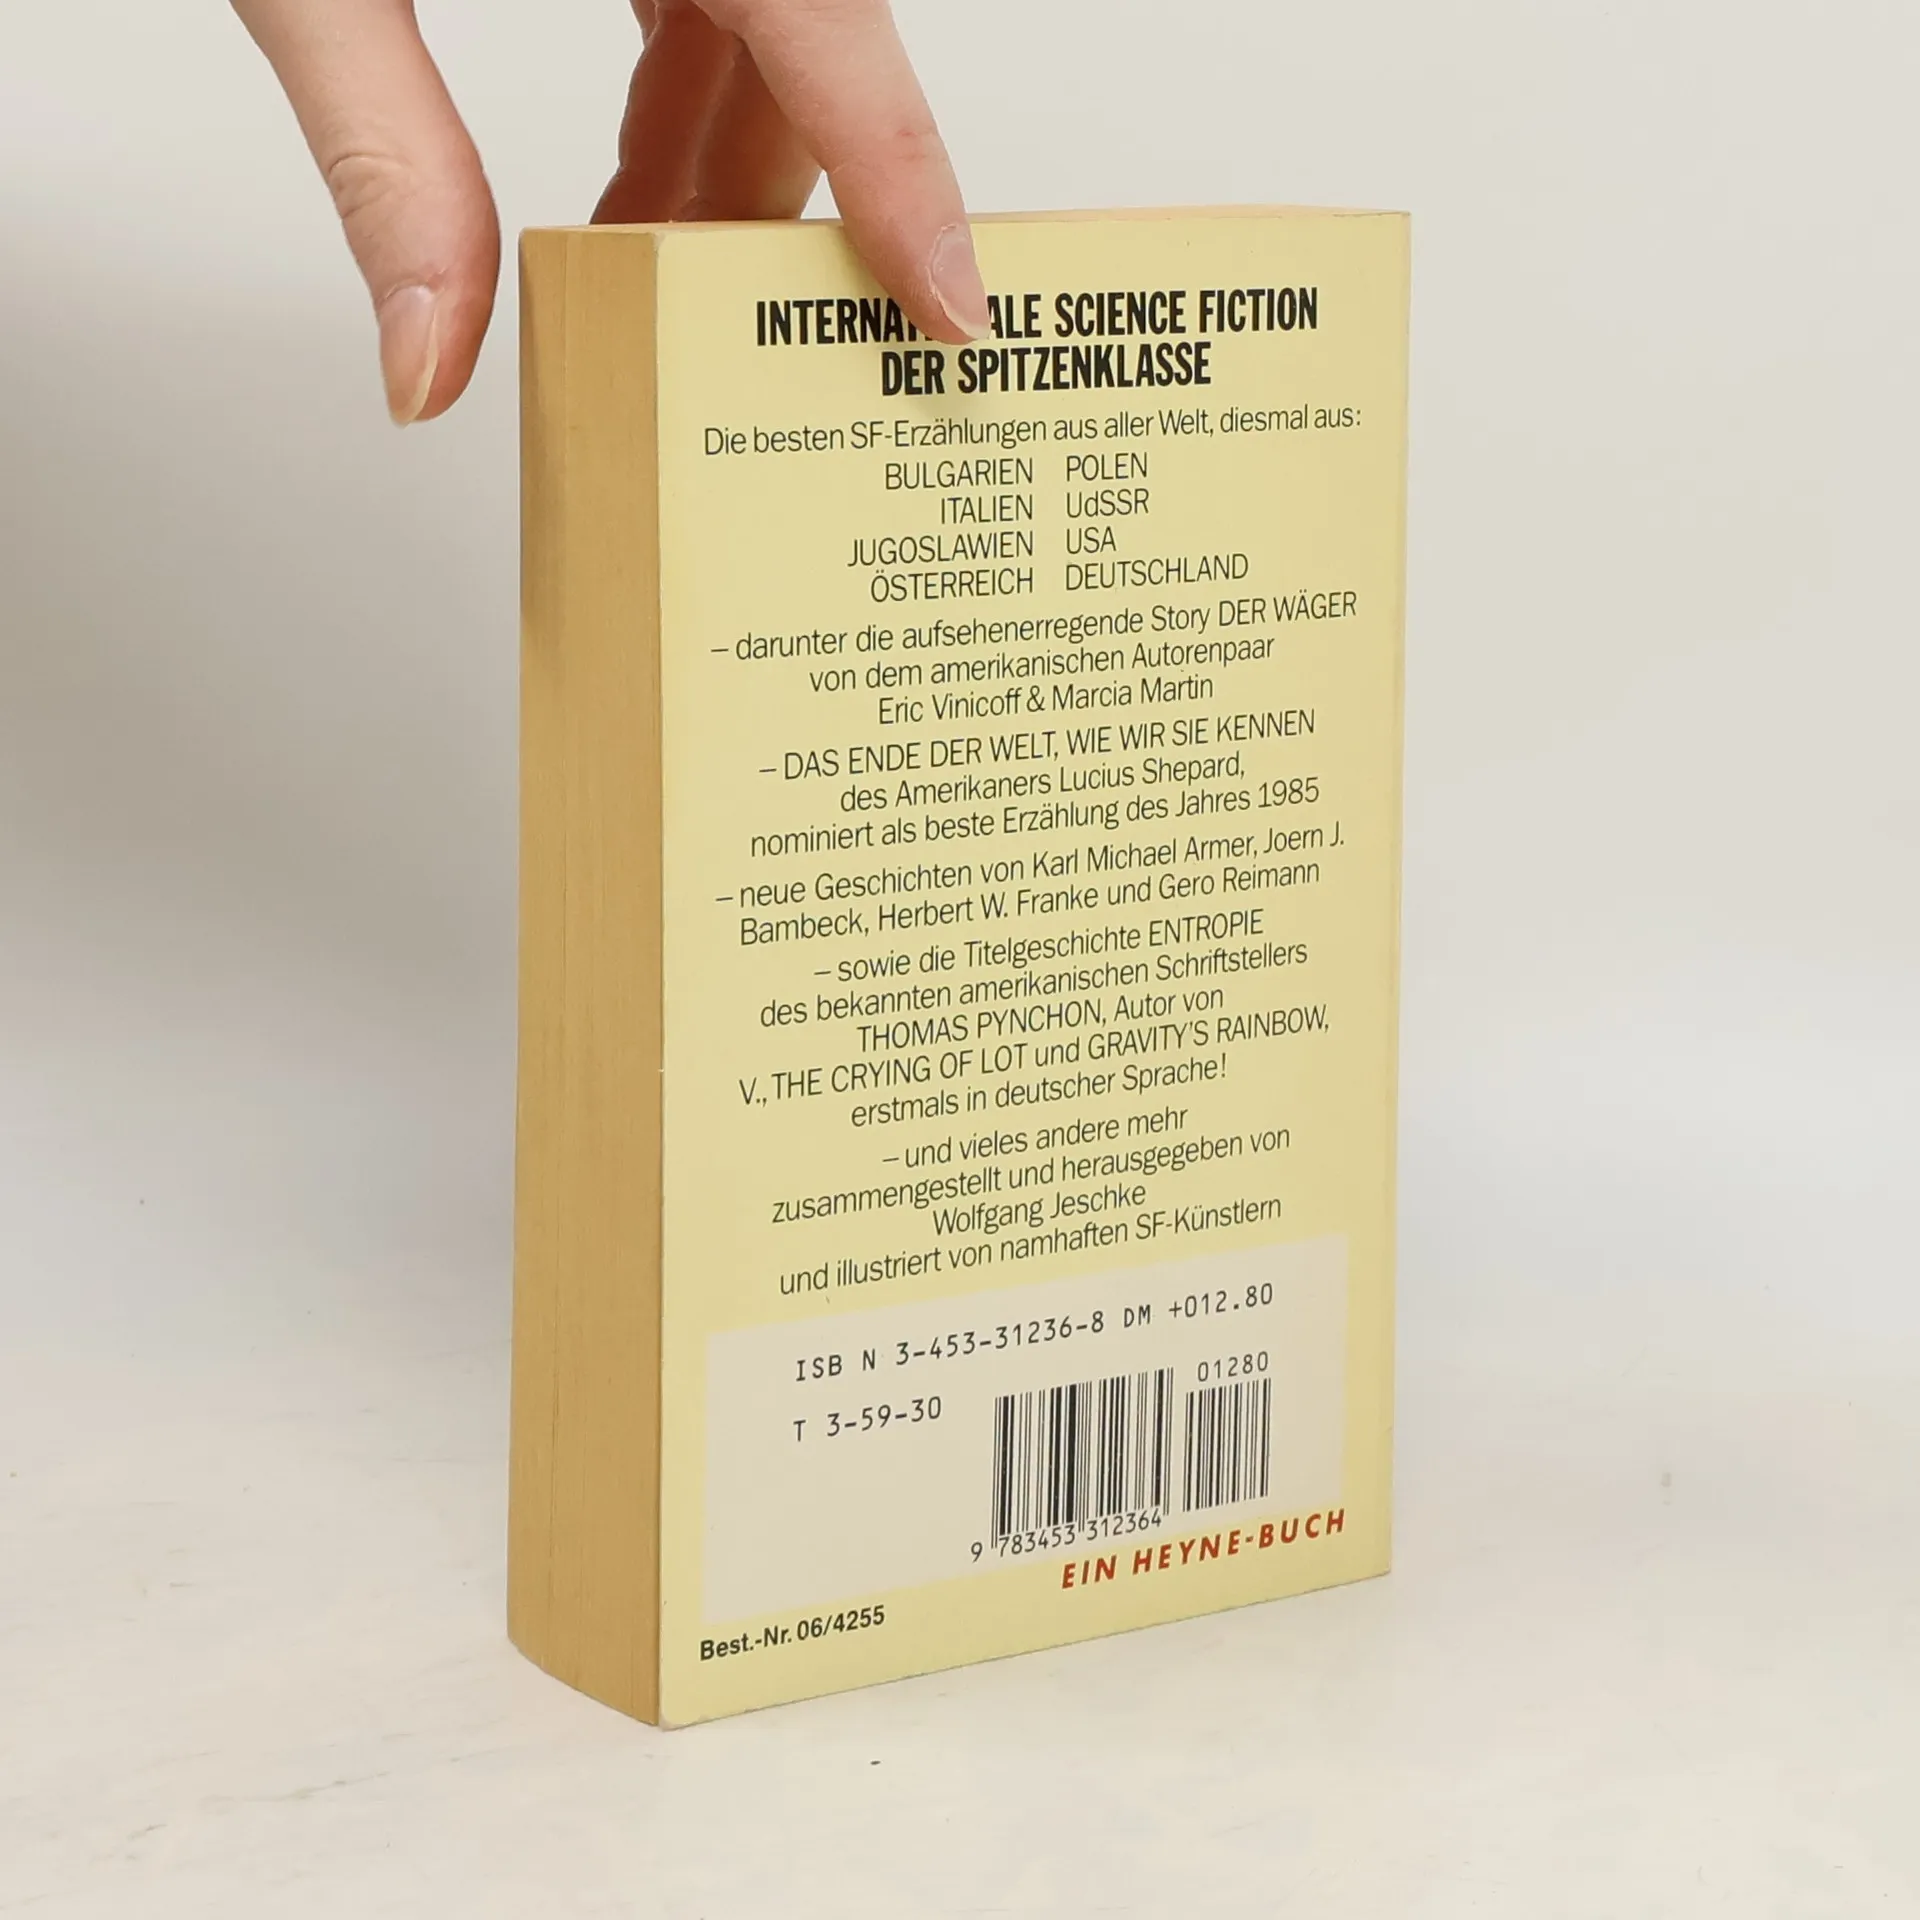 INTERNATIONALE SCIENCE FICTION
DER SPITZENKLASSE
Die besten SF-Erzählungen aus aller Welt, diesmal aus:
BULGARIEN POLEN
ITALIEN UdSSR
JUGOSLAWIEN USA
ÖSTERREICH DEUTSCHLAND
– darunter die aufsehenerregende Story DER WÄGER
von dem amerikanischen Autorenpaar
Eric Vinicoff & Marcia Martin
– DAS ENDE DER WELT, WIE WIR SIE KENNEN
des Amerikaners Lucius Shepard,
nominiert als beste Erzählung des Jahres 1985
– neue Geschichten von Karl Michael Armer, Joern J.
Bambeck, Herbert W. Franke und Gero Reimann
– sowie die Titelgeschichte ENTROPIE
des bekannten amerikanischen Schriftstellers
THOMAS PYNCHON, Autor von
V., THE CRYING OF LOT und GRAVITY'S RAINBOW,
erstmals in deutscher Sprache!
– und vieles andere mehr
zusammengestellt und herausgegeben von
Wolfgang Jeschke
und illustriert von namhaften SF-Künstlern
ISB N 3-453-31236-8 DM +012.80
T 3-59-30
01280
9 783453 312364
EIN HEYNE-BUCH
Best.-Nr. 06/4255